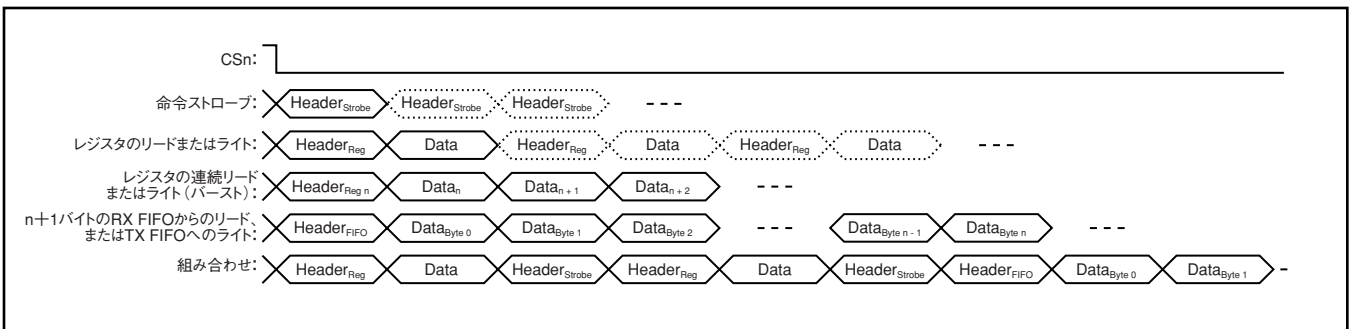 CSn:
命令ストローブ: HeaderStrobe HeaderStrobe HeaderStrobe
レジスタのリードまたはライト: HeaderReg Data HeaderReg Data HeaderReg Data
レジスタの連続リード
またはライト(バースト): HeaderReg n Datan Datan + 1 Datan + 2
n+1バイトのRX FIFOからのリード、
またはTX FIFOへのライト: HeaderFIFO DataByte 0 DataByte 1 DataByte 2 DataByte n - 1 DataByte n
組み合わせ: HeaderReg Data HeaderStrobe HeaderReg Data HeaderStrobe HeaderFIFO DataByte 0 DataByte 1